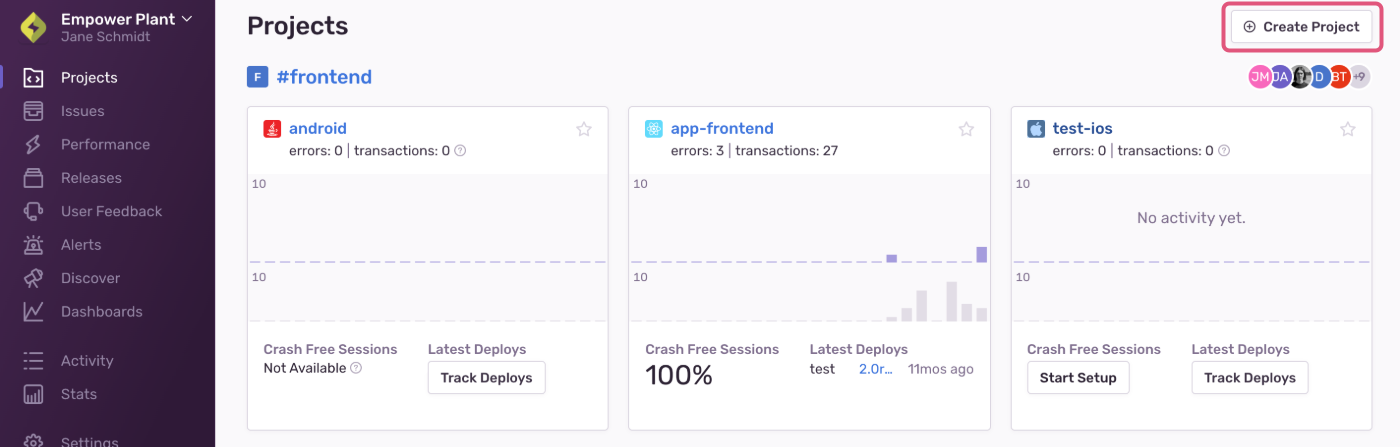 Empower Plant
Jane Schmidt
Projects
Issues
Performance
Releases
User Feedback
Alerts
Discover
Dashboards
Activity
Stats
Settings
Projects
Create Project
F #frontend
JM JA D BT +9
android
errors: 0 | transactions: 0 ?
10
10
Crash Free Sessions
Not Available ?
Latest Deploys
Track Deploys
app-frontend
errors: 3 | transactions: 27
10
10
Crash Free Sessions
100%
Latest Deploys
test 2.0r... 11mos ago
test-ios
errors: 0 | transactions: 0 ?
10
No activity yet.
10
Crash Free Sessions
Start Setup
Latest Deploys
Track Deploys